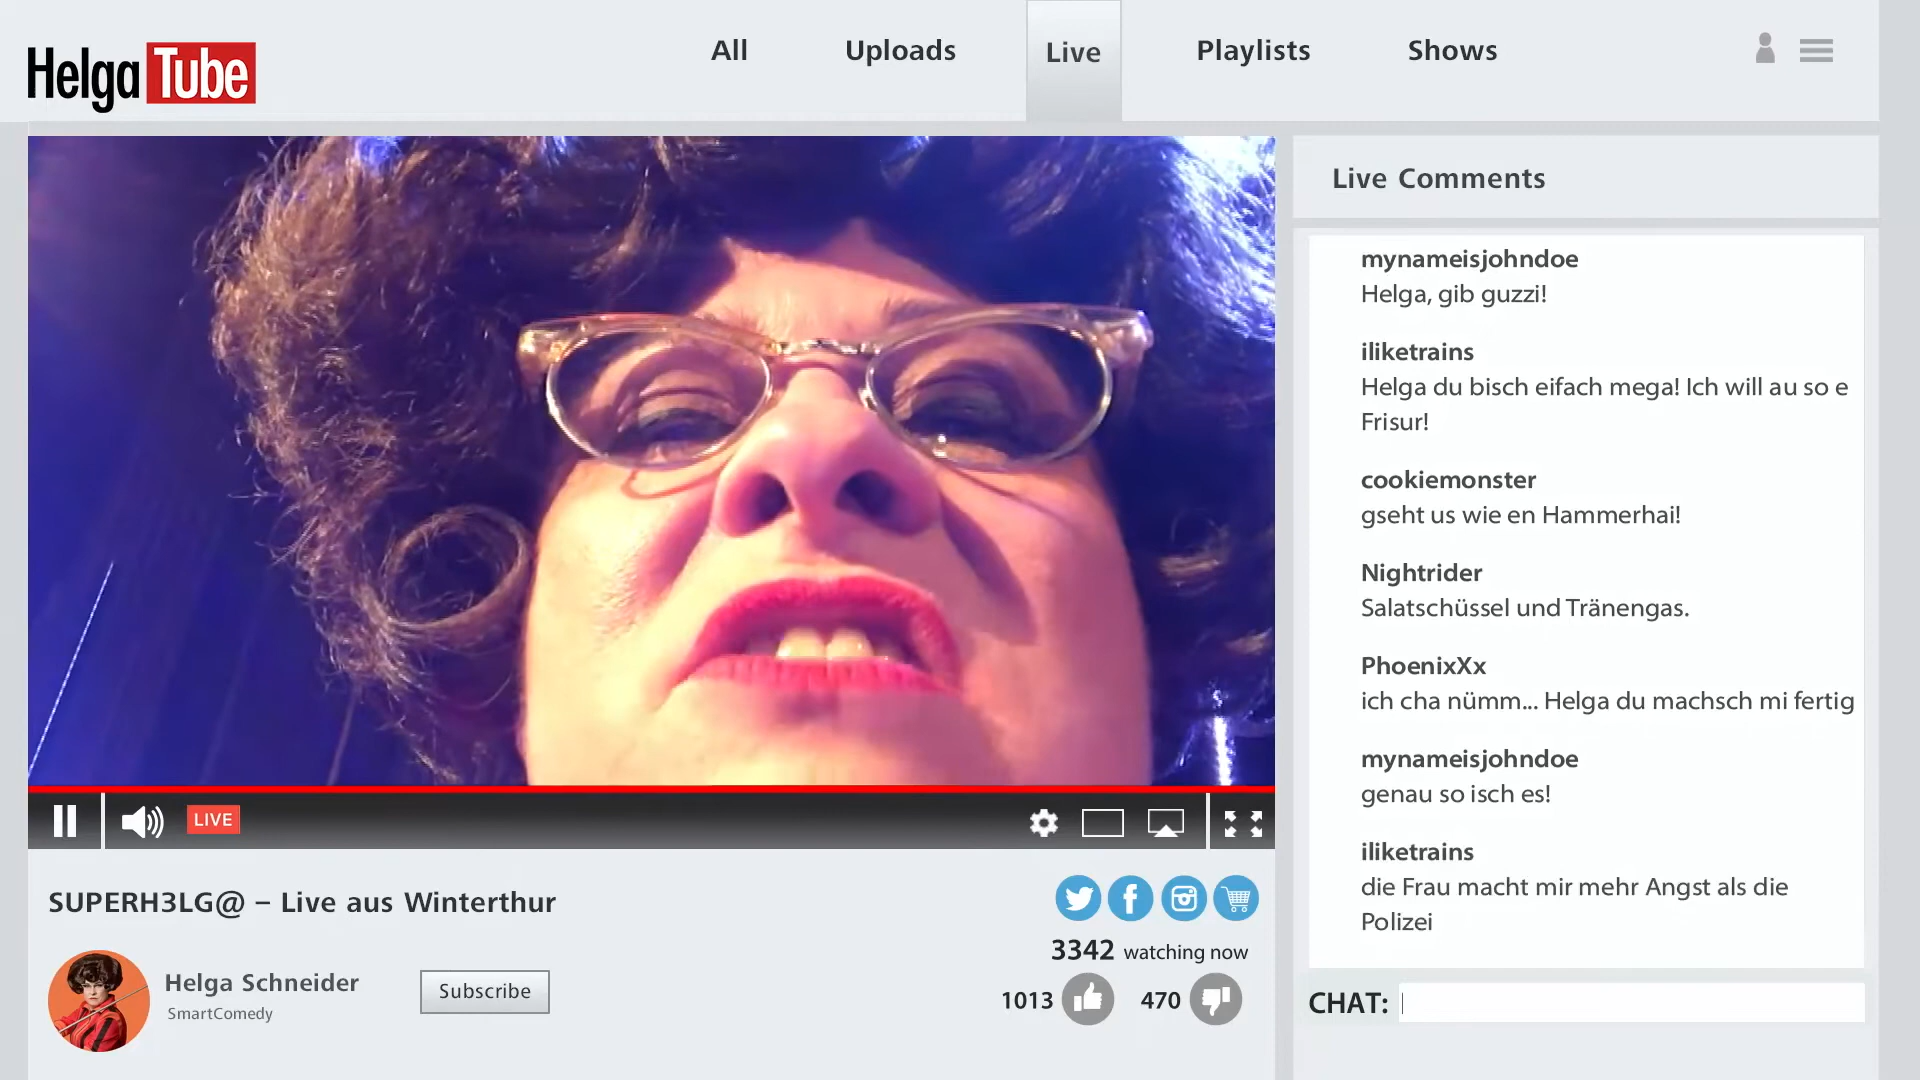 HelgaTube
All
Uploads
Live
Playlists
Shows
Live Comments
mynameisjohndoe
Helga, gib guzzi!
iliketrains
Helga du bisch eifach mega! Ich will au so e
Frisur!
cookiemonster
gseht us wie en Hammerhai!
Nightrider
Salatschüssel und Tränengas.
PhoenixXx
ich cha nümm... Helga du machsch mi fertig
mynameisjohndoe
genau so isch es!
iliketrains
die Frau macht mir mehr Angst als die
Polizei
CHAT:
LIVE
SUPERH3LG@ – Live aus Winterthur
3342 watching now
Helga Schneider
SmartComedy
Subscribe
1013
470